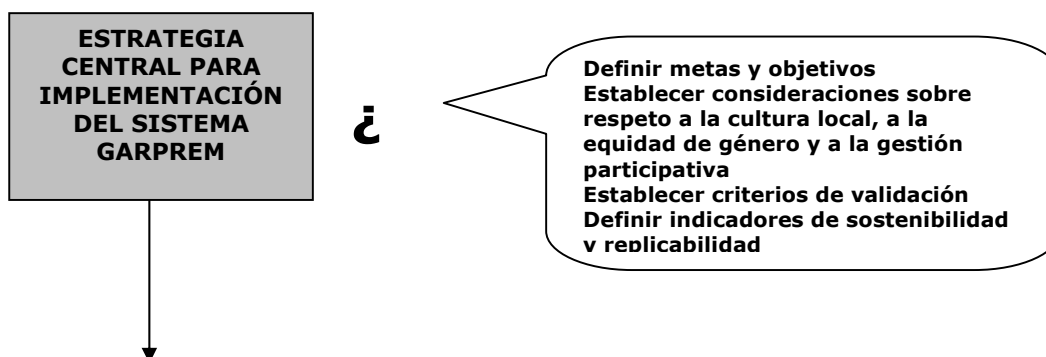 ESTRATEGIA
CENTRAL PARA
IMPLEMENTACIÓN
DEL SISTEMA
GARPREM
¿
Definir metas y objetivos
Establecer consideraciones sobre
respeto a la cultura local, a la
equidad de género y a la gestión
participativa
Establecer criterios de validación
Definir indicadores de sostenibilidad
y replicabilidad